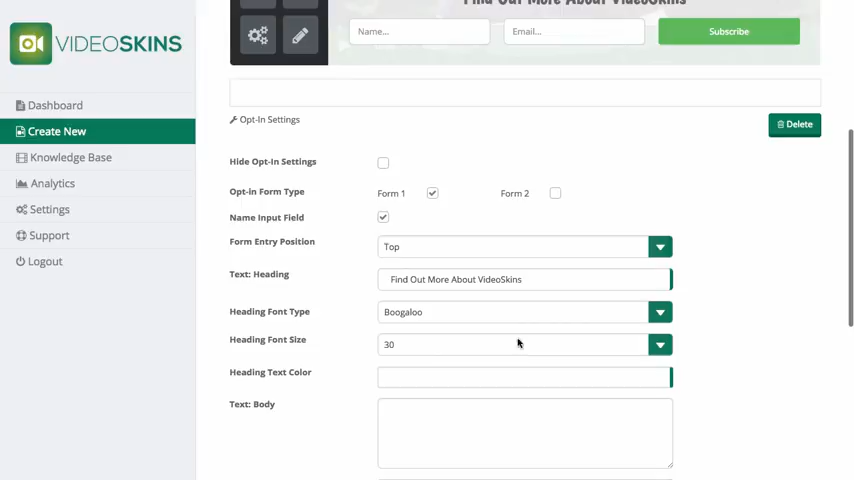 Find Out More About VideoSkins
Name...
Email...
Subscribe
VIDEOSKINS
Dashboard
Create New
Knowledge Base
Analytics
Settings
Support
Logout
Opt-In Settings
Delete
Hide Opt-In Settings
Opt-in Form Type
Form 1
Form 2
Name Input Field
Form Entry Position
Top
Text: Heading
Find Out More About VideoSkins
Heading Font Type
Boogaloo
Heading Font Size
30
Heading Text Color
Text: Body